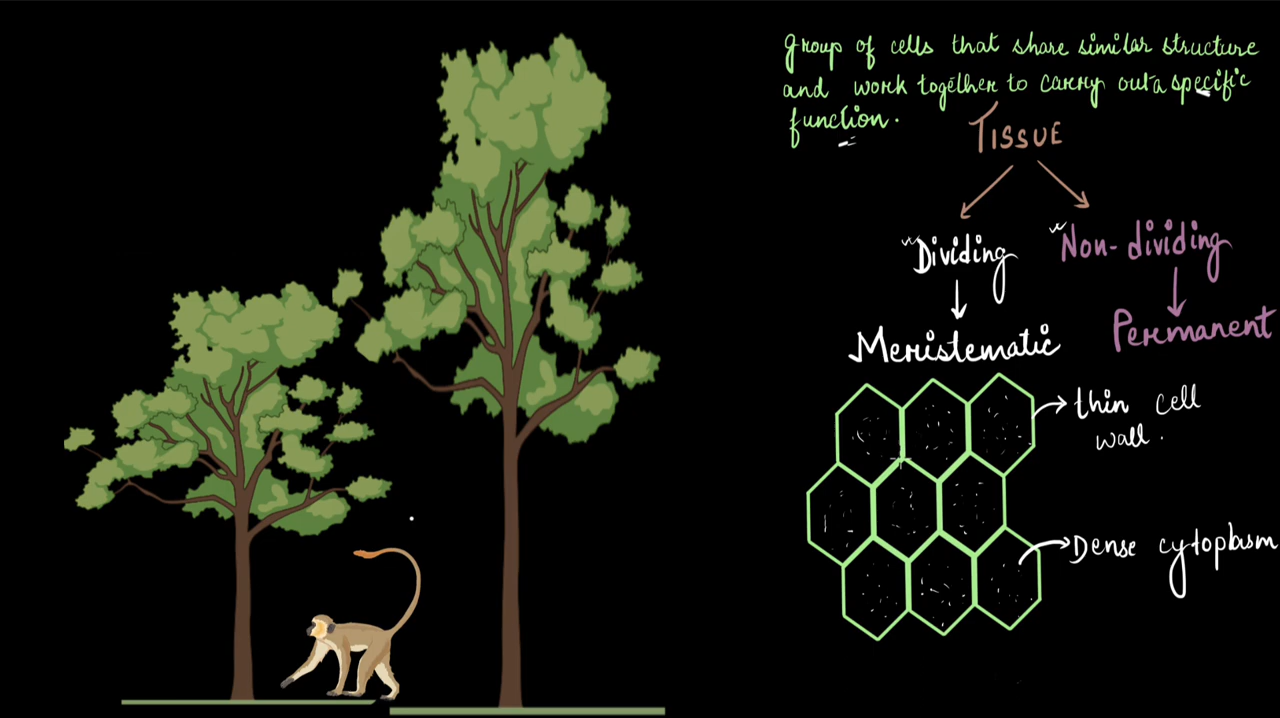 Group of cells that share similar structure
and work together to carry out a specific
function.
TISSUE
"Dividing
"Non-dividing
Meristematic
Permanent
thin cell
wall.
Dense cytoplasm